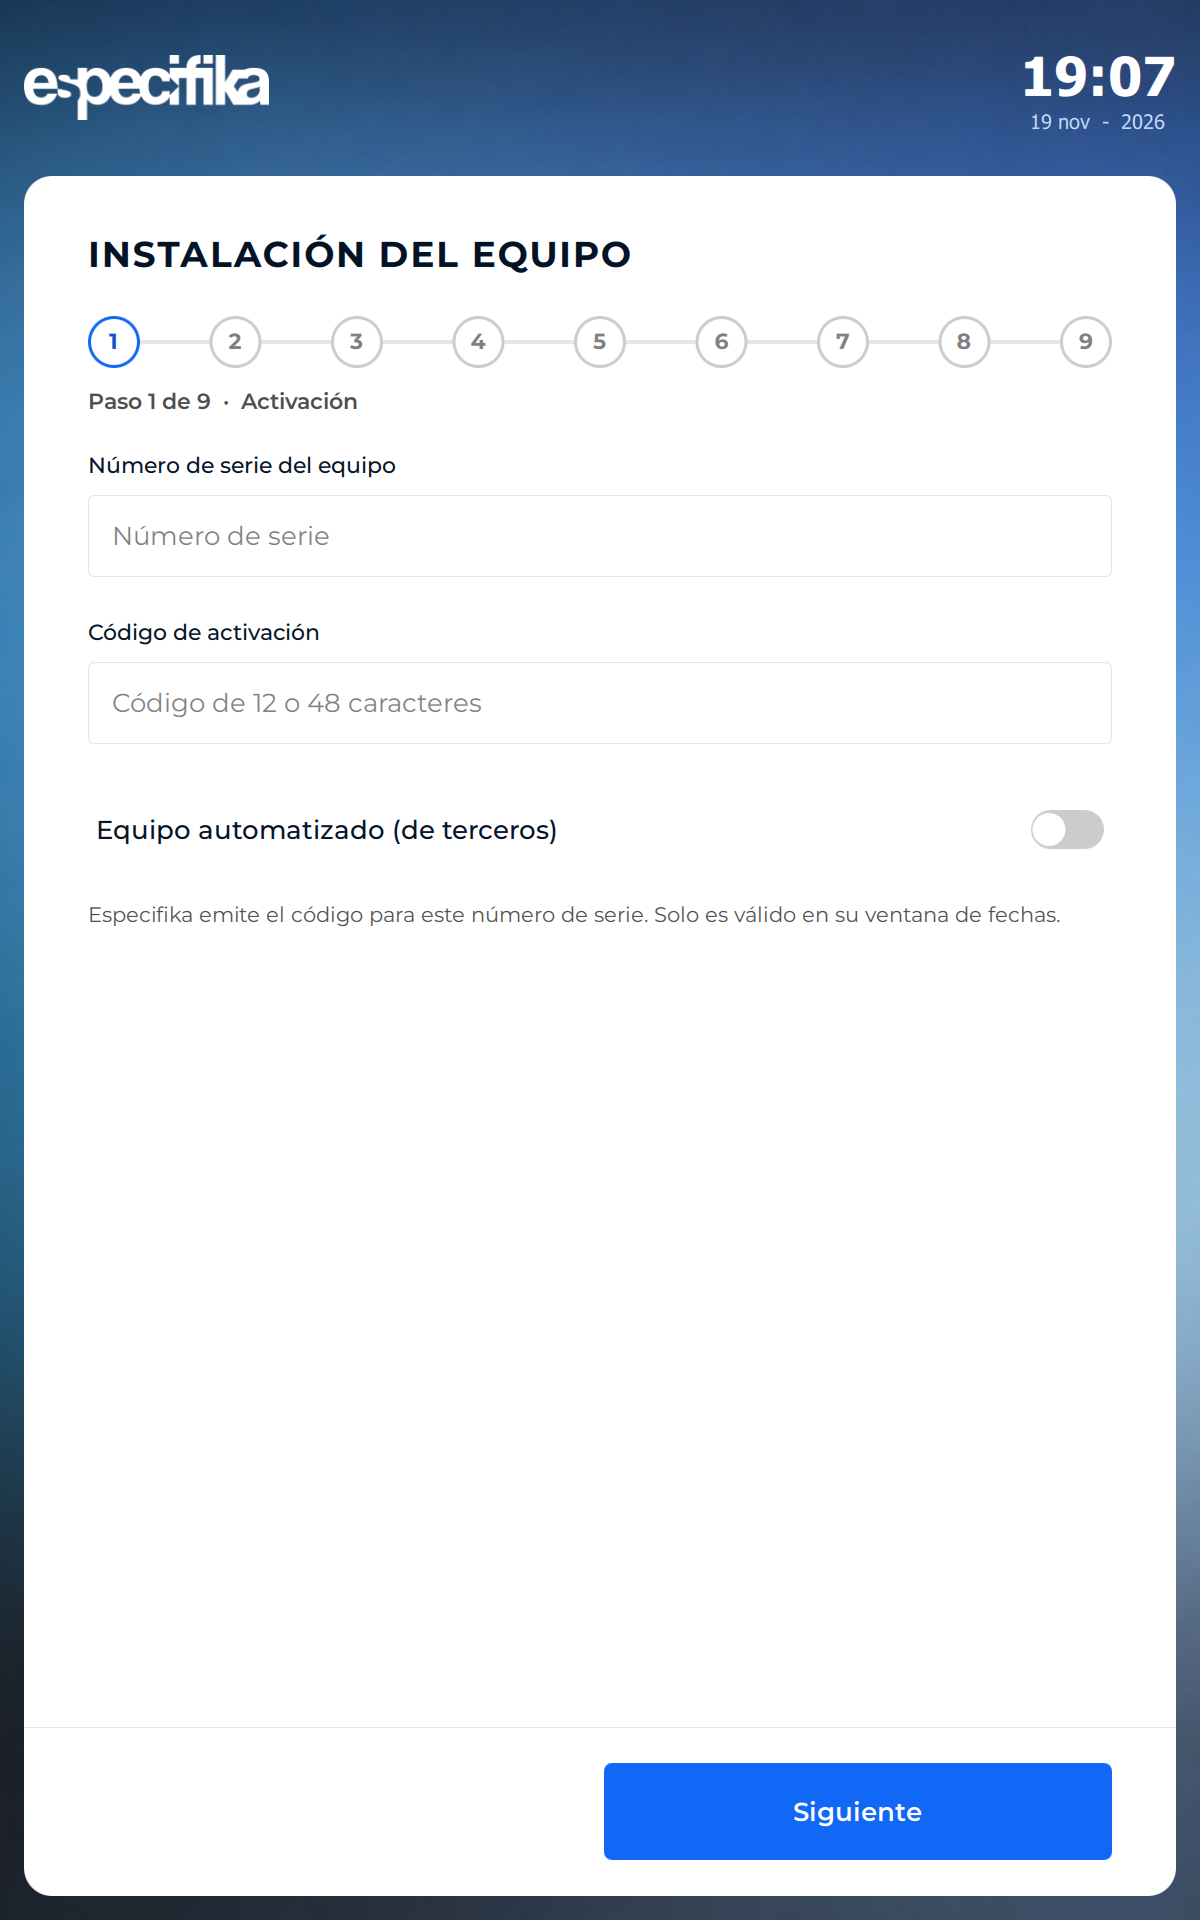 especifika
19:07
19 nov - 2026
INSTALACIÓN DEL EQUIPO
1 2 3 4 5 6 7 8 9
Paso 1 de 9 · Activación
Número de serie del equipo
Número de serie
Código de activación
Código de 12 o 48 caracteres
Equipo automatizado (de terceros)
Especifika emite el código para este número de serie. Solo es válido en su ventana de fechas.
Siguiente